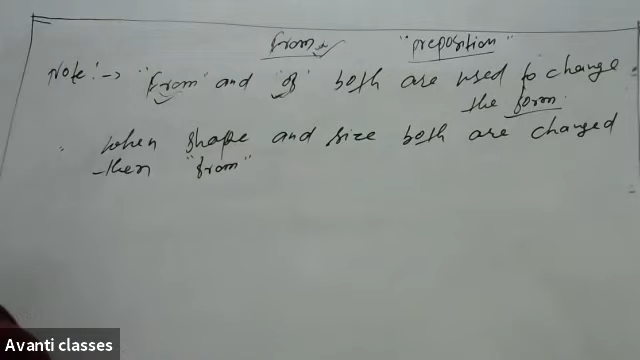 from "preposition"
Note:→ "from" and "of" both are used to change
the form.
when shape and size both are changed
then "from"
Avanti classes